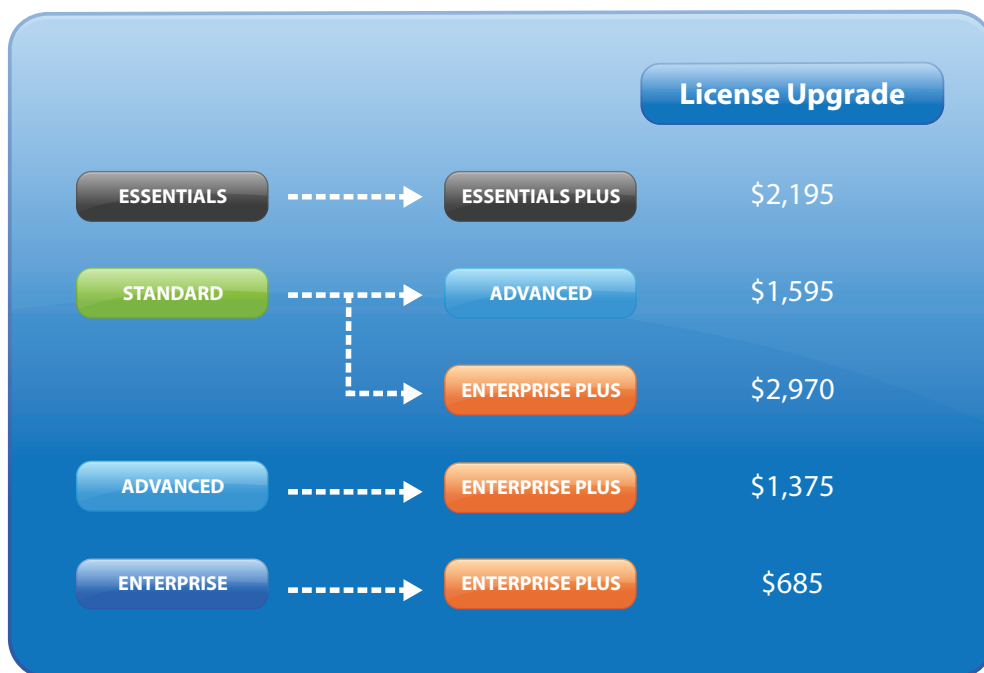 License Upgrade
ESSENTIALS ESSENTIALS PLUS $2,195
STANDARD ADVANCED $1,595
ENTERPRISE PLUS $2,970
ADVANCED ENTERPRISE PLUS $1,375
ENTERPRISE ENTERPRISE PLUS $685